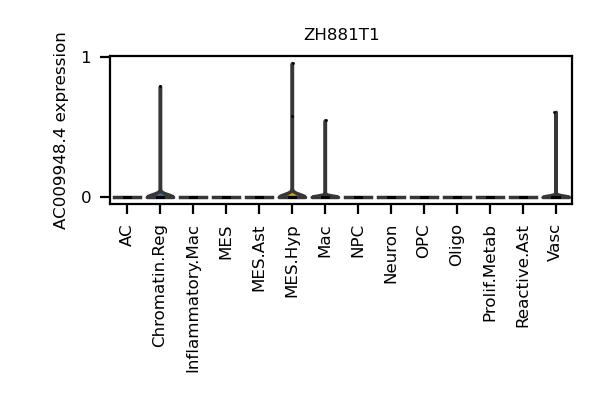 ZH881T1
AC009948.4 expression
1
0
AC
Chromatin.Reg
Inflammatory.Mac
MES
MES.Ast
MES.Hyp
Mac
NPC
Neuron
OPC
Oligo
Prolif.Metab
Reactive.Ast
Vasc